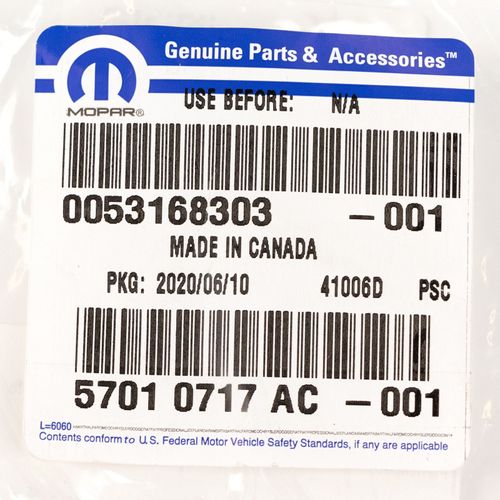 Genuine Parts & Accessories™
MOPAR®
USE BEFORE: N/A
0053168303 -001
MADE IN CANADA
PKG: 2020/06/10 41006D PSC
5701 0717 AC -001
L=6060
Contents conform to U.S. Federal Motor Vehicle Safety Standards, if any are applicable